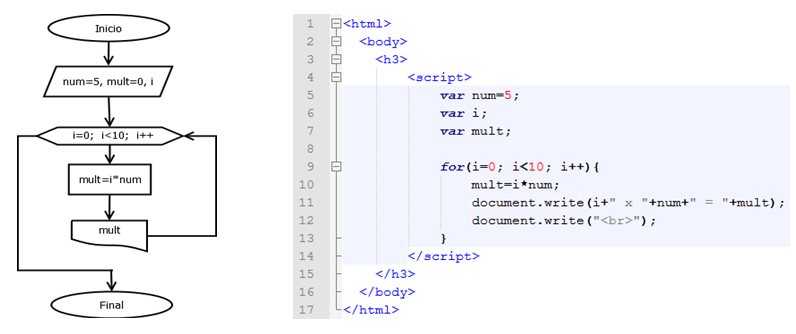 Inicio
num=5, mult=0, i
i=0; i<10; i++
mult=i*num
mult
Final
1 <html>
2 <body>
3 <h3>
4 <script>
5 var num=5;
6 var i;
7 var mult;
8
9 for(i=0; i<10; i++){
10 mult=i*num;
11 document.write(i+" x "+num+" = "+mult);
12 document.write("<br>");
13 }
14 </script>
15 </h3>
16 </body>
17 </html>